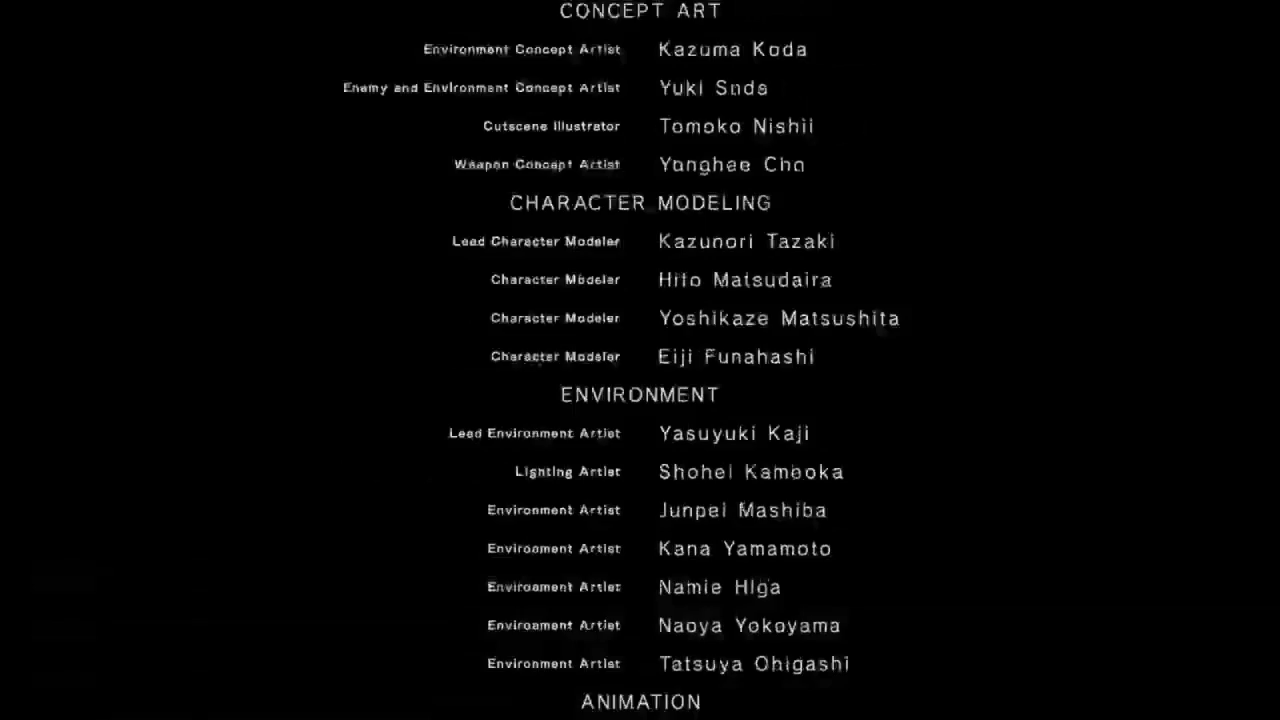 CONCEPT ART
Environment Concept Artist Kazuma Koda
Enemy and Environment Concept Artist Yuki Suda
Cutscene Illustrator Tomoko Nishii
Weapon Concept Artist Yonghee Cho
CHARACTER MODELING
Lead Character Modeler Kazunori Tazaki
Character Modeler Hito Matsudaira
Character Modeler Yoshikaze Matsushita
Character Modeler Eiji Funahashi
ENVIRONMENT
Lead Environment Artist Yasuyuki Kaji
Lighting Artist Shohei Kameoka
Environment Artist Junpei Mashiba
Environment Artist Kana Yamamoto
Environment Artist Namie Higa
Environment Artist Naoya Yokoyama
Environment Artist Tatsuya Ohigashi
ANIMATION